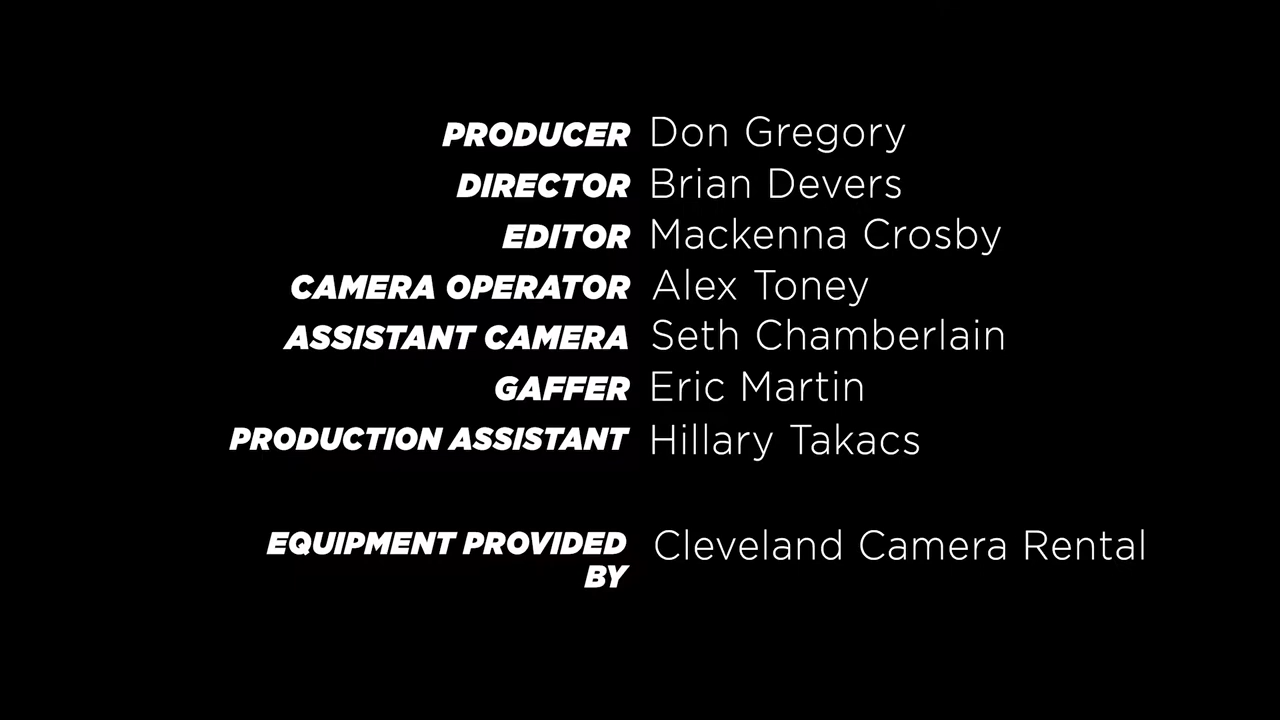 PRODUCER Don Gregory
DIRECTOR Brian Devers
EDITOR Mackenna Crosby
CAMERA OPERATOR Alex Toney
ASSISTANT CAMERA Seth Chamberlain
GAFFER Eric Martin
PRODUCTION ASSISTANT Hillary Takacs
EQUIPMENT PROVIDED Cleveland Camera Rental
BY